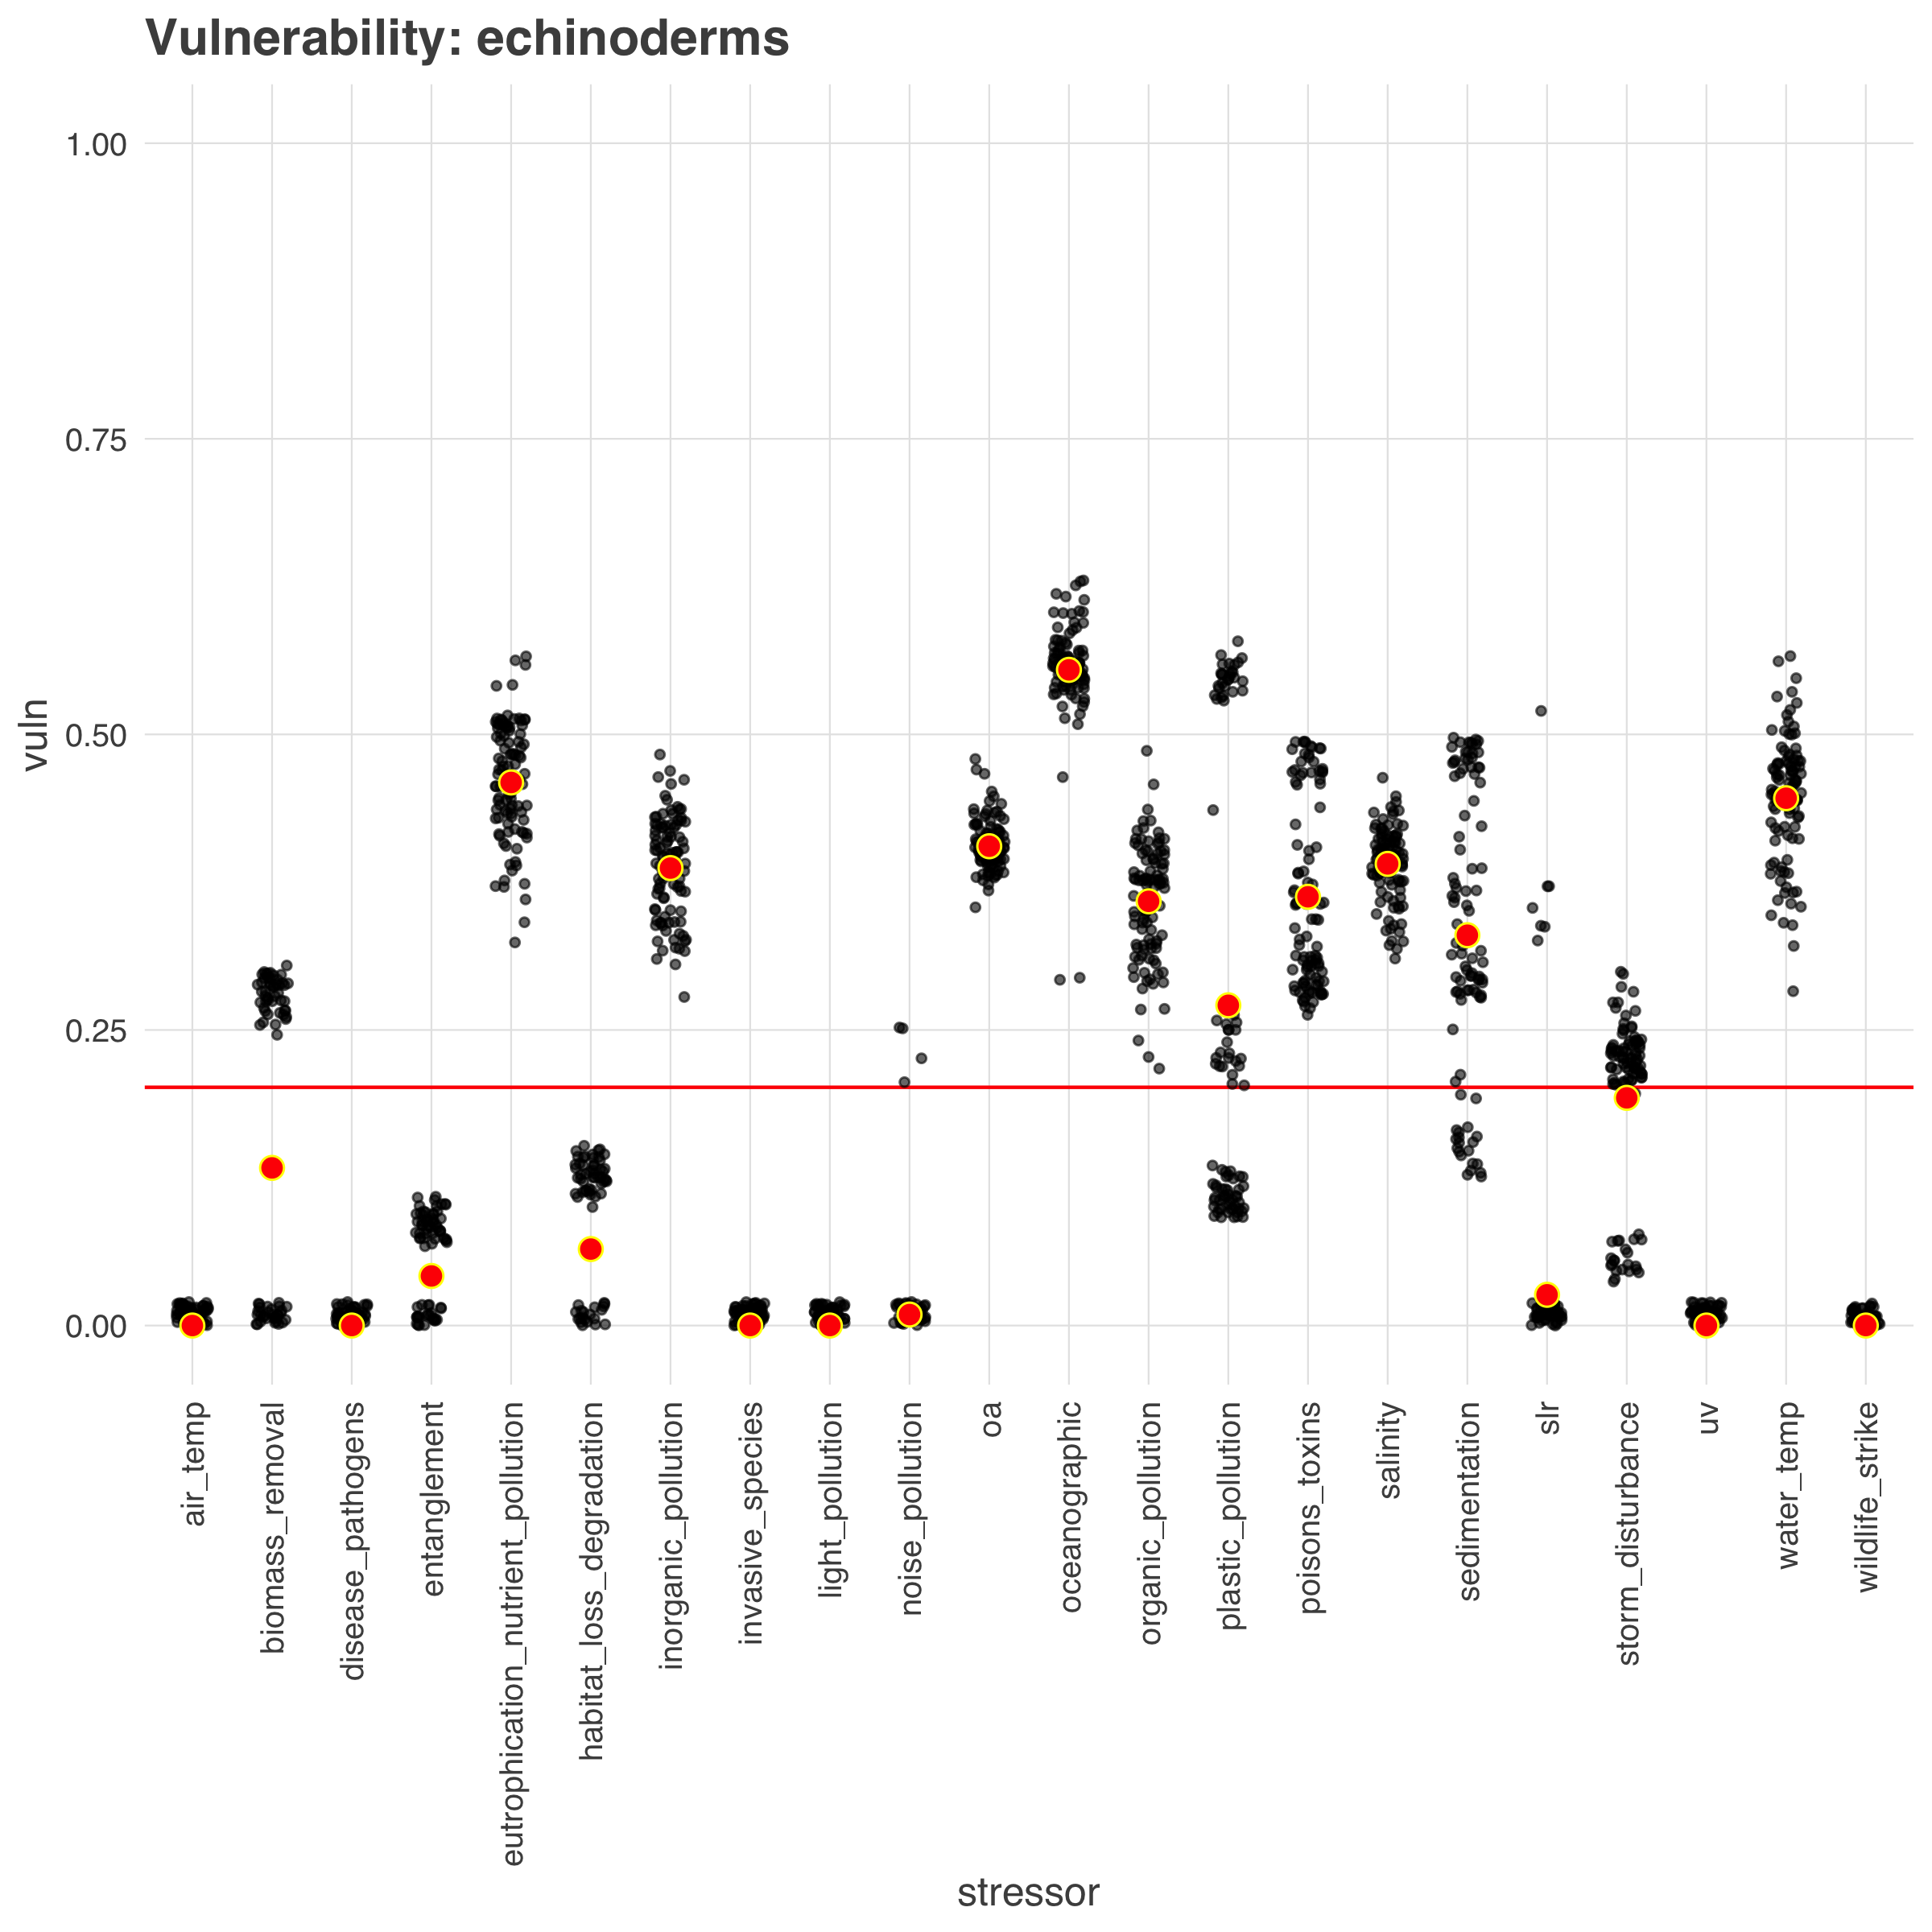 Vulnerability: echinoderms
1.00
0.75
0.50
0.25
0.00
vuln
air_temp
biomass_removal
disease_pathogens
entanglement
eutrophication_nutrient_pollution
habitat_loss_degradation
inorganic_pollution
invasive_species
light_pollution
noise_pollution
oa
oceanographic
organic_pollution
plastic_pollution
poisons_toxins
salinity
sedimentation
slr
storm_disturbance
uv
water_temp
wildlife_strike
stressor